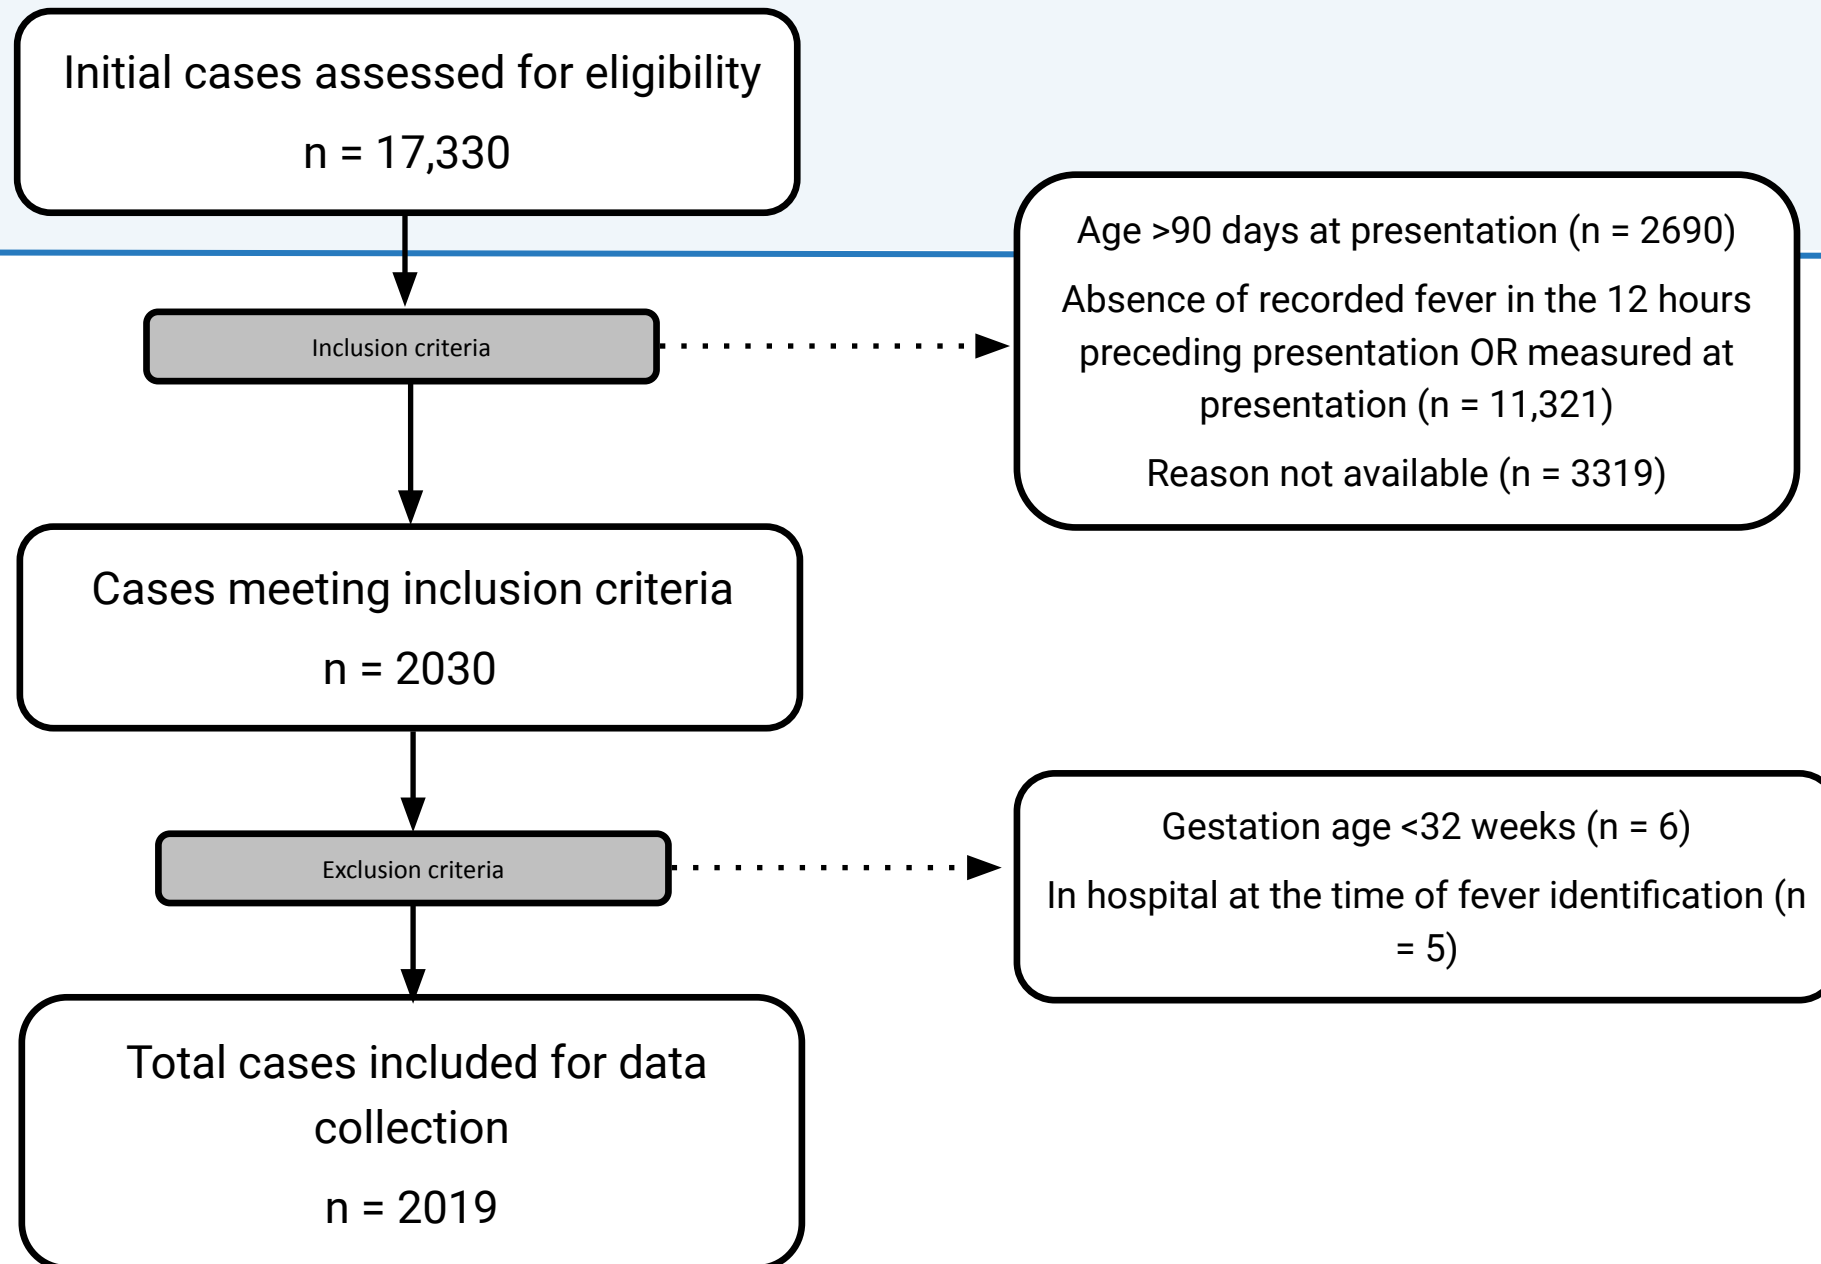 Initial cases assessed for eligibility
n = 17,330
Age >90 days at presentation (n = 2690)
Absence of recorded fever in the 12 hours
preceding presentation OR measured at
presentation (n = 11,321)
Reason not available (n = 3319)
Inclusion criteria
Cases meeting inclusion criteria
n = 2030
Exclusion criteria
Gestation age <32 weeks (n = 6)
In hospital at the time of fever identification (n
= 5)
Total cases included for data
collection
n = 2019